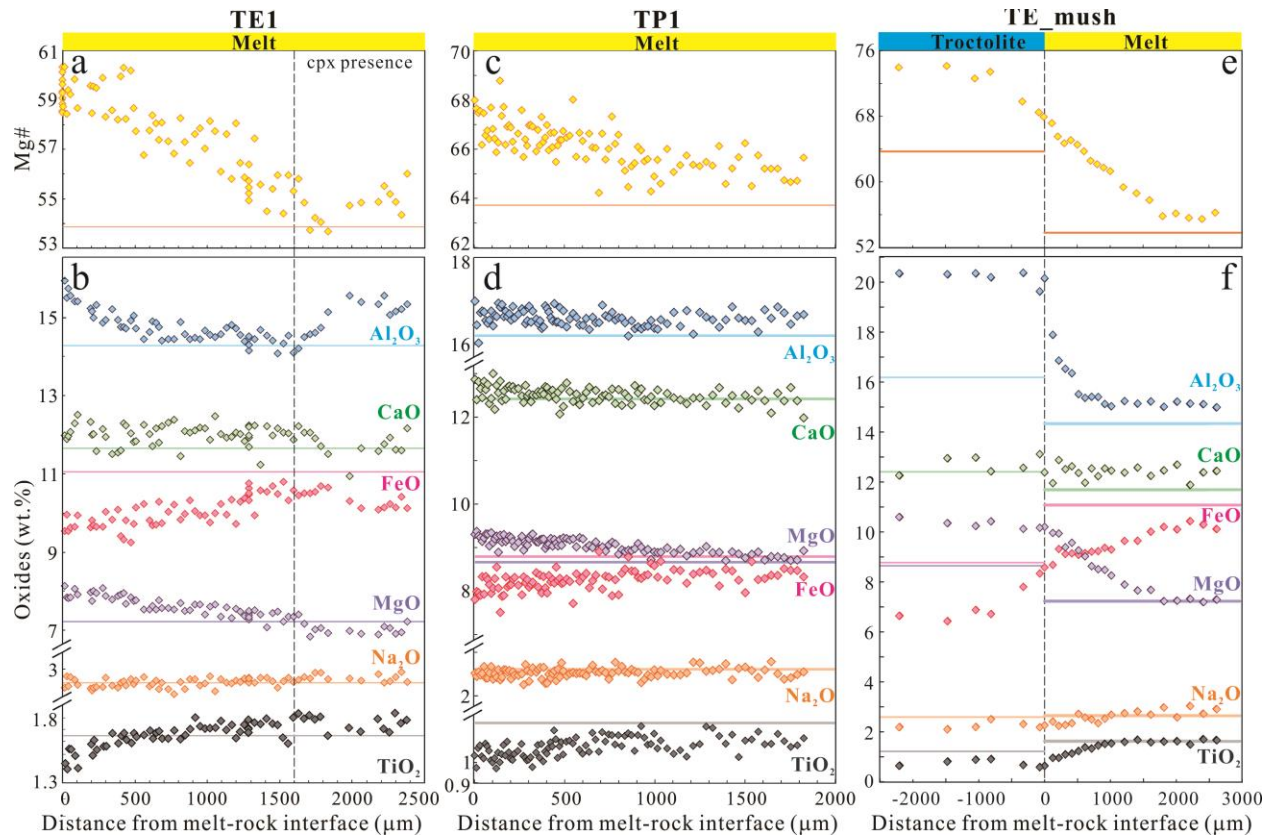 TE1
TP1
TE_mush
Melt
Melt
Troctolite
Melt
a
cpx presence
c
e
Mg#
61
59
57
55
53
70
68
66
64
62
76
68
60
52
b
d
f
Oxides (wt.%)
15
13
11
9
7
3
1.8
1.3
18
16
12
10
8
2
1
0.9
22
20
18
16
14
12
10
8
6
4
2
0
Al₂O₃
CaO
FeO
MgO
Na₂O
TiO₂
Al₂O₃
CaO
MgO
FeO
Na₂O
TiO₂
Al₂O₃
CaO
FeO
MgO
Na₂O
TiO₂
0 500 1000 1500 2000 2500
0 500 1000 1500 2000
-2000 -1000 0 1000 2000 3000
Distance from melt-rock interface (μm)
Distance from melt-rock interface (μm)
Distance from melt-rock interface (μm)